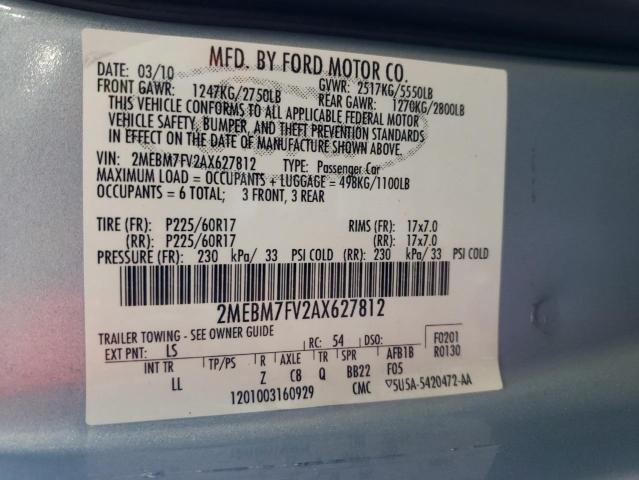 MFD. BY FORD MOTOR CO.
DATE: 03/10 GVWR: 2517KG/5550LB
FRONT GAWR: 1247KG/2750LB REAR GAWR: 1270KG/2800LB
THIS VEHICLE CONFORMS TO ALL APPLICABLE FEDERAL MOTOR
VEHICLE SAFETY, BUMPER, AND THEFT PREVENTION STANDARDS
IN EFFECT ON THE DATE OF MANUFACTURE SHOWN ABOVE.
VIN: 2MEBM7FV2AX627812 TYPE: Passenger Car
MAXIMUM LOAD = OCCUPANTS + LUGGAGE = 498KG/1100LB
OCCUPANTS = 6 TOTAL; 3 FRONT, 3 REAR
TIRE (FR): P225/60R17 RIMS (FR): 17x7.0
(RR): P225/60R17 (RR): 17x7.0
PRESSURE (FR): 230 kPa/ 33 PSI COLD (RR): 230 kPa/ 33 PSI COLD
2MEBM7FV2AX627812
TRAILER TOWING - SEE OWNER GUIDE
EXT PNT: LS RC: 54 DSO: F0201
INT TR TP/PS R AXLE TR SPR AFB1B R0130
LL Z C8 Q BB22 F05
1201003160929 CMC ▽5U5A-5420472-AA